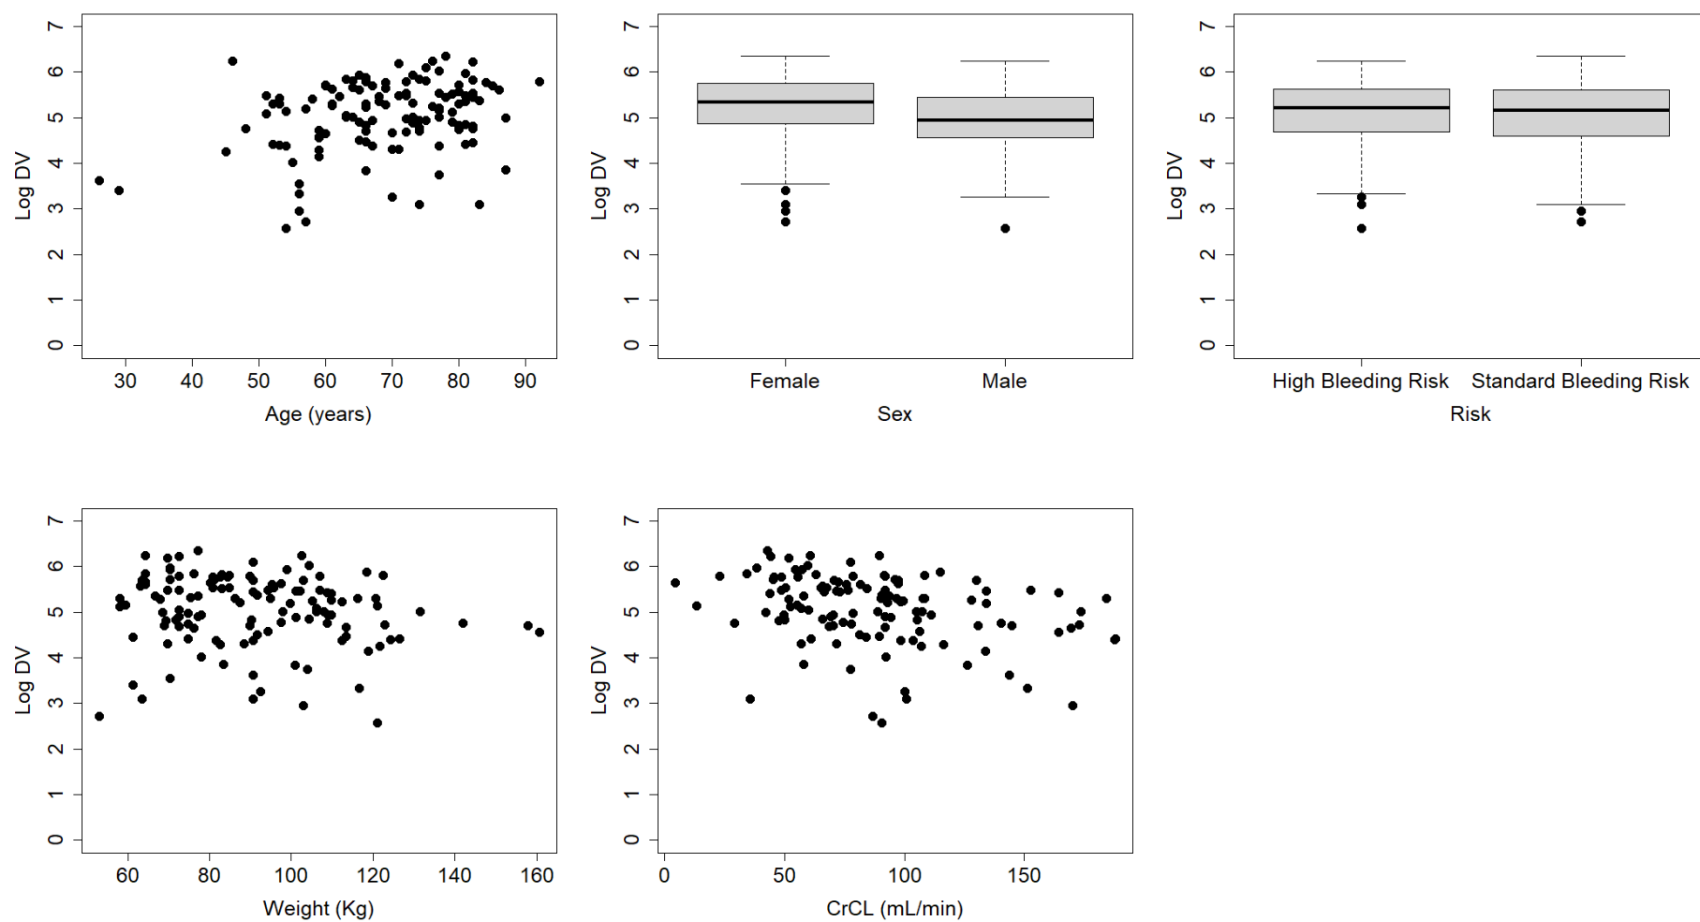 7
6
5
4
3
2
1
0
Log DV
30 40 50 60 70 80 90
Age (years)
7
6
5
4
3
2
1
0
Log DV
Female Male
Sex
7
6
5
4
3
2
1
0
Log DV
High Bleeding Risk Standard Bleeding Risk
Risk
7
6
5
4
3
2
1
0
Log DV
60 80 100 120 140 160
Weight (Kg)
7
6
5
4
3
2
1
0
Log DV
0 50 100 150
CrCL (mL/min)